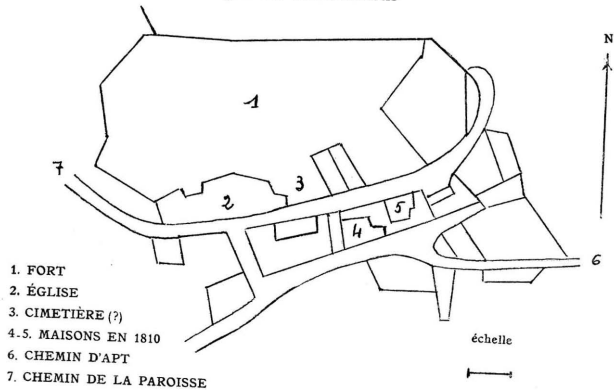 N
1
7
3
2
5
4
6
1. FORT
2. ÉGLISE
3. CIMETIÈRE (?)
4-5. MAISONS EN 1810
6. CHEMIN D'APT
7. CHEMIN DE LA PAROISSE
échelle